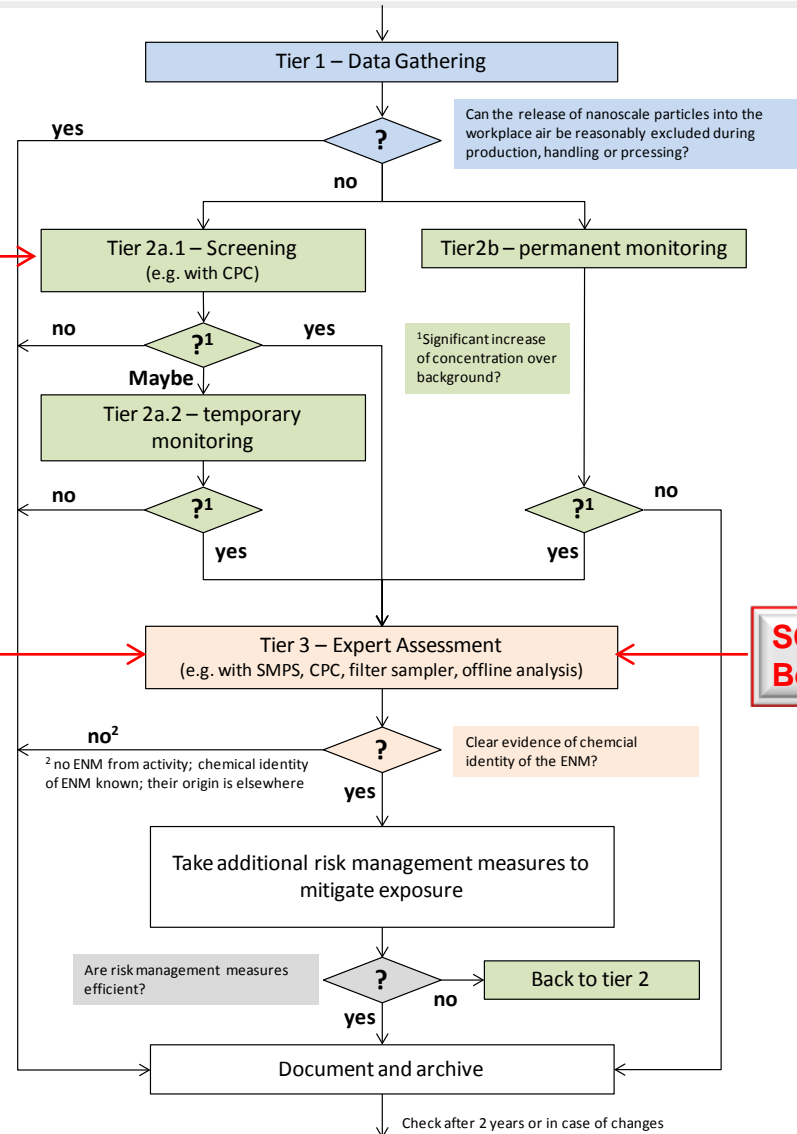 Tier 1 – Data Gathering
Can the release of nanoscale particles into the
workplace air be reasonably excluded during
production, handling or prcessing?
yes
?
no
Tier 2a.1 – Screening
(e.g. with CPC)
Tier2b – permanent monitoring
no
?1
yes
1Significant increase
of concentration over
background?
Maybe
Tier 2a.2 – temporary
monitoring
no
?1
yes
?1
no
yes
Tier 3 – Expert Assessment
(e.g. with SMPS, CPC, filter sampler, offline analysis)
no2
2 no ENM from activity; chemical identity
of ENM known; their origin is elsewhere
?
Clear evidence of chemcial
identity of the ENM?
yes
Take additional risk management measures to
mitigate exposure
Are risk management measures
efficient?
?
no
Back to tier 2
yes
Document and archive
Check after 2 years or in case of changes